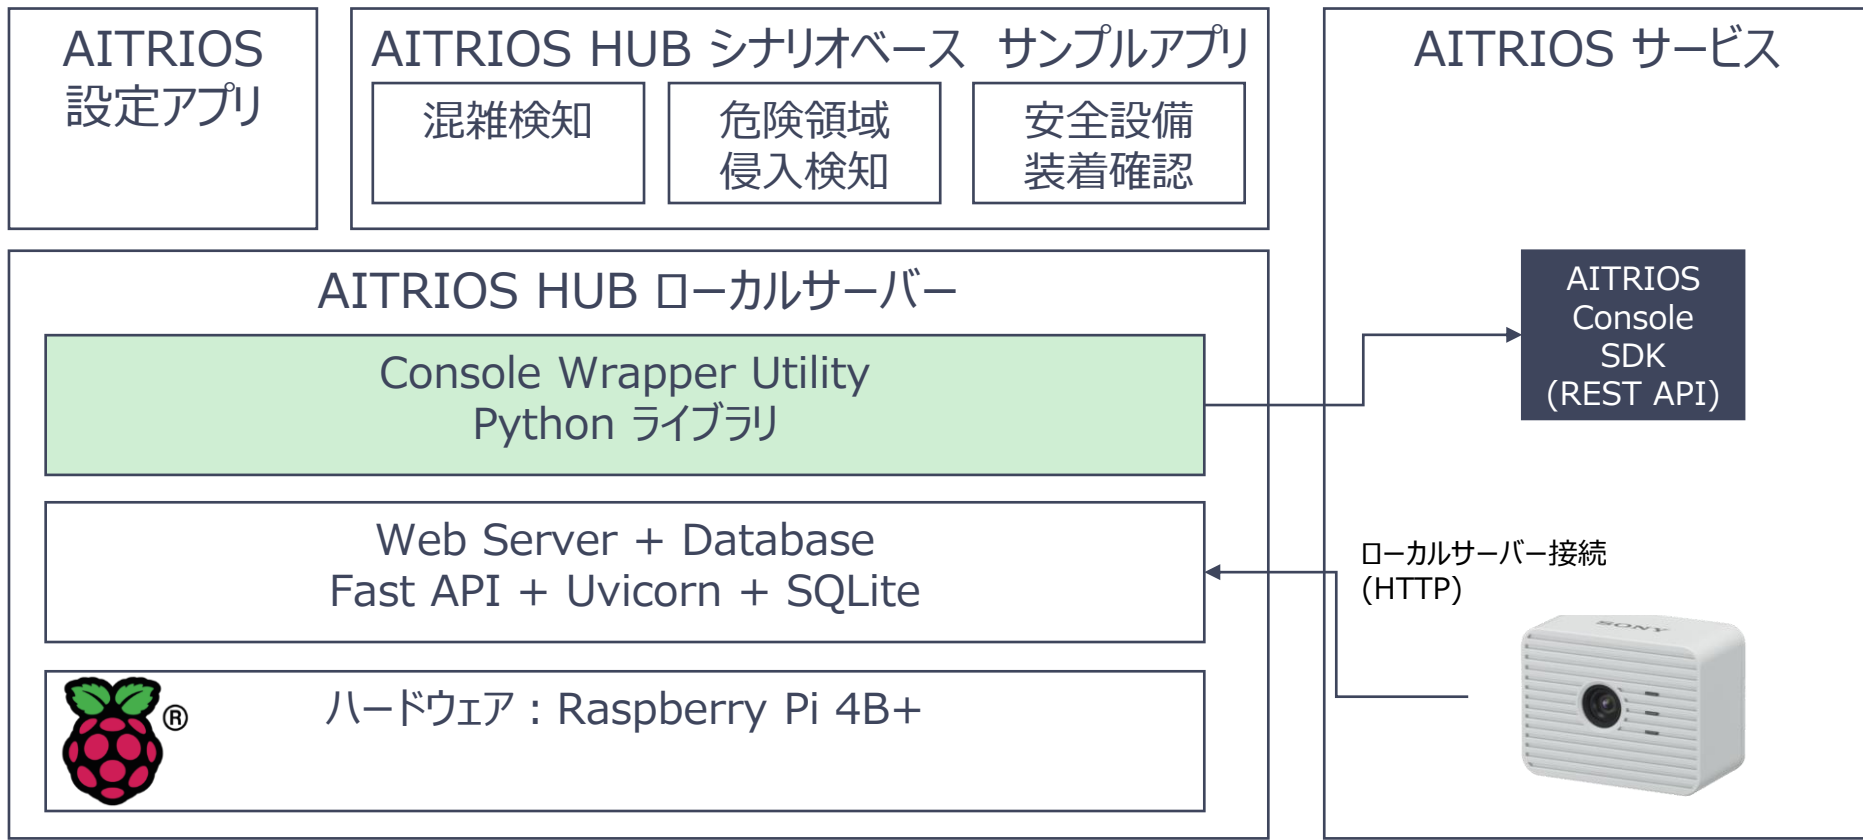 AITRIOS
設定アプリ
AITRIOS HUB シナリオベース サンプルアプリ
混雑検知
危険領域
侵入検知
安全設備
装着確認
AITRIOS サービス
AITRIOS HUB ローカルサーバー
Console Wrapper Utility
Python ライブラリ
AITRIOS
Console
SDK
(REST API)
Web Server + Database
Fast API + Uvicorn + SQLite
ローカルサーバー接続
(HTTP)
SONY
ハードウェア：Raspberry Pi 4B+
®